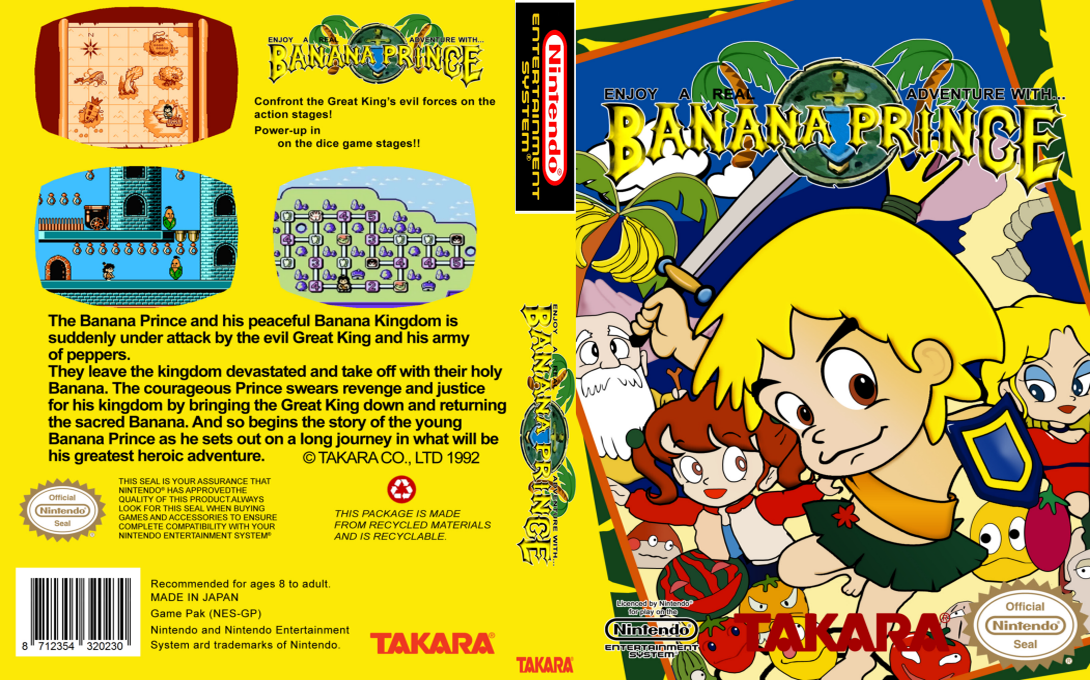 ENJOY A REAL ADVENTURE WITH...
BANANA PRINCE
Confront the Great King's evil forces on the
action stages!
Power-up in
on the dice game stages!!
The Banana Prince and his peaceful Banana Kingdom is
suddenly under attack by the evil Great King and his army
of peppers.
They leave the kingdom devastated and take off with their holy
Banana. The courageous Prince swears revenge and justice
for his kingdom by bringing the Great King down and returning
the sacred Banana. And so begins the story of the young
Banana Prince as he sets out on a long journey in what will be
his greatest heroic adventure.
© TAKARA CO., LTD 1992
Official
Nintendo®
Seal
THIS SEAL IS YOUR ASSURANCE THAT
NINTENDO® HAS APPROVEDTHE
QUALITY OF THIS PRODUCT.ALWAYS
LOOK FOR THIS SEAL WHEN BUYING
GAMES AND ACCESSORIES TO ENSURE
COMPLETE COMPATIBILITY WITH YOUR
NINTENDO ENTERTAINMENT SYSTEM®
THIS PACKAGE IS MADE
FROM RECYCLED MATERIALS
AND IS RECYCLABLE.
8 712354 320230
Recommended for ages 8 to adult.
MADE IN JAPAN
Game Pak (NES-GP)
Nintendo and Nintendo Entertainment
System are trademarks of Nintendo.
TAKARA®
Nintendo®
ENTERTAINMENT
SYSTEM®
ENJOY A REAL ADVENTURE WITH...
BANANA PRINCE
TAKARA®
ENJOY A REAL ADVENTURE WITH...
BANANA PRINCE
Licenced by Nintendo®
for play on the
Nintendo®
ENTERTAINMENT
SYSTEM®
TAKARA®
Official
Nintendo®
Seal